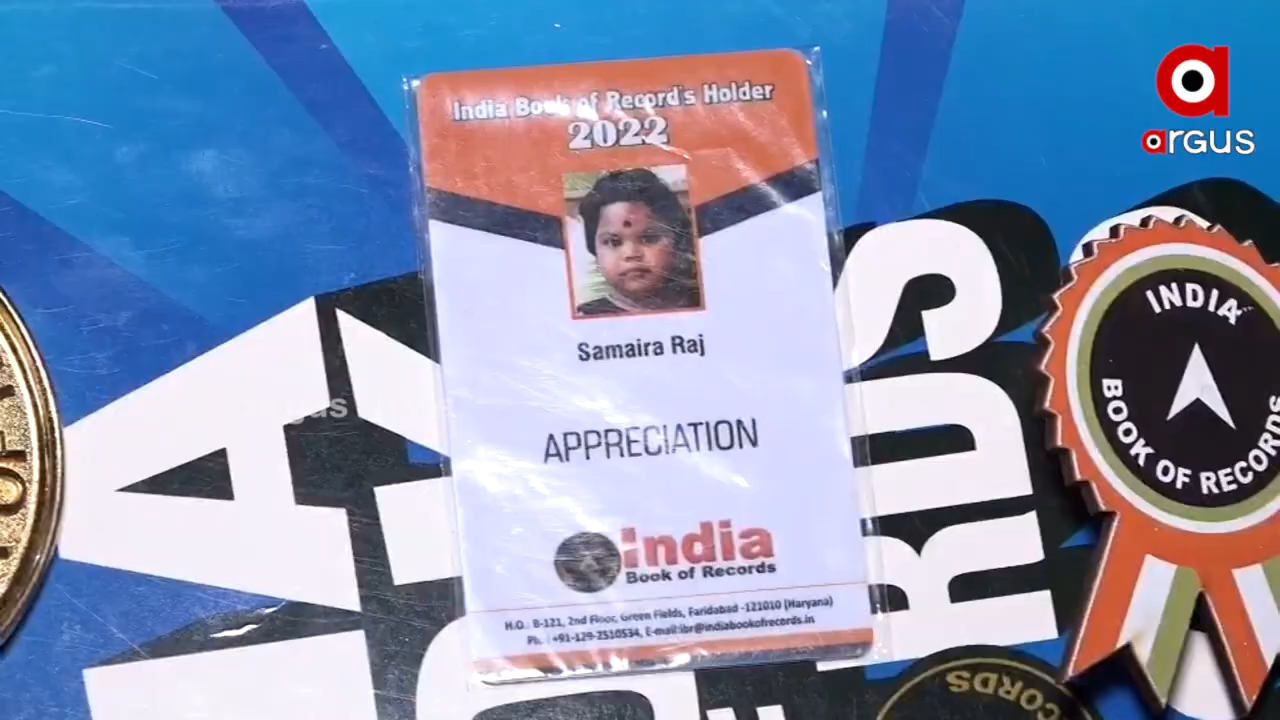 India Book of Record's Holder
2022
Samaira Raj
APPRECIATION
india
Book of Records
H.O.: B-121, 2nd Floor, Green Fields, Faridabad -121010 (Haryana)
Ph. : +91-129-2510534, E-mail:ibr@indiabookofrecords.in
argus
INDIA
BOOK OF RECORDS